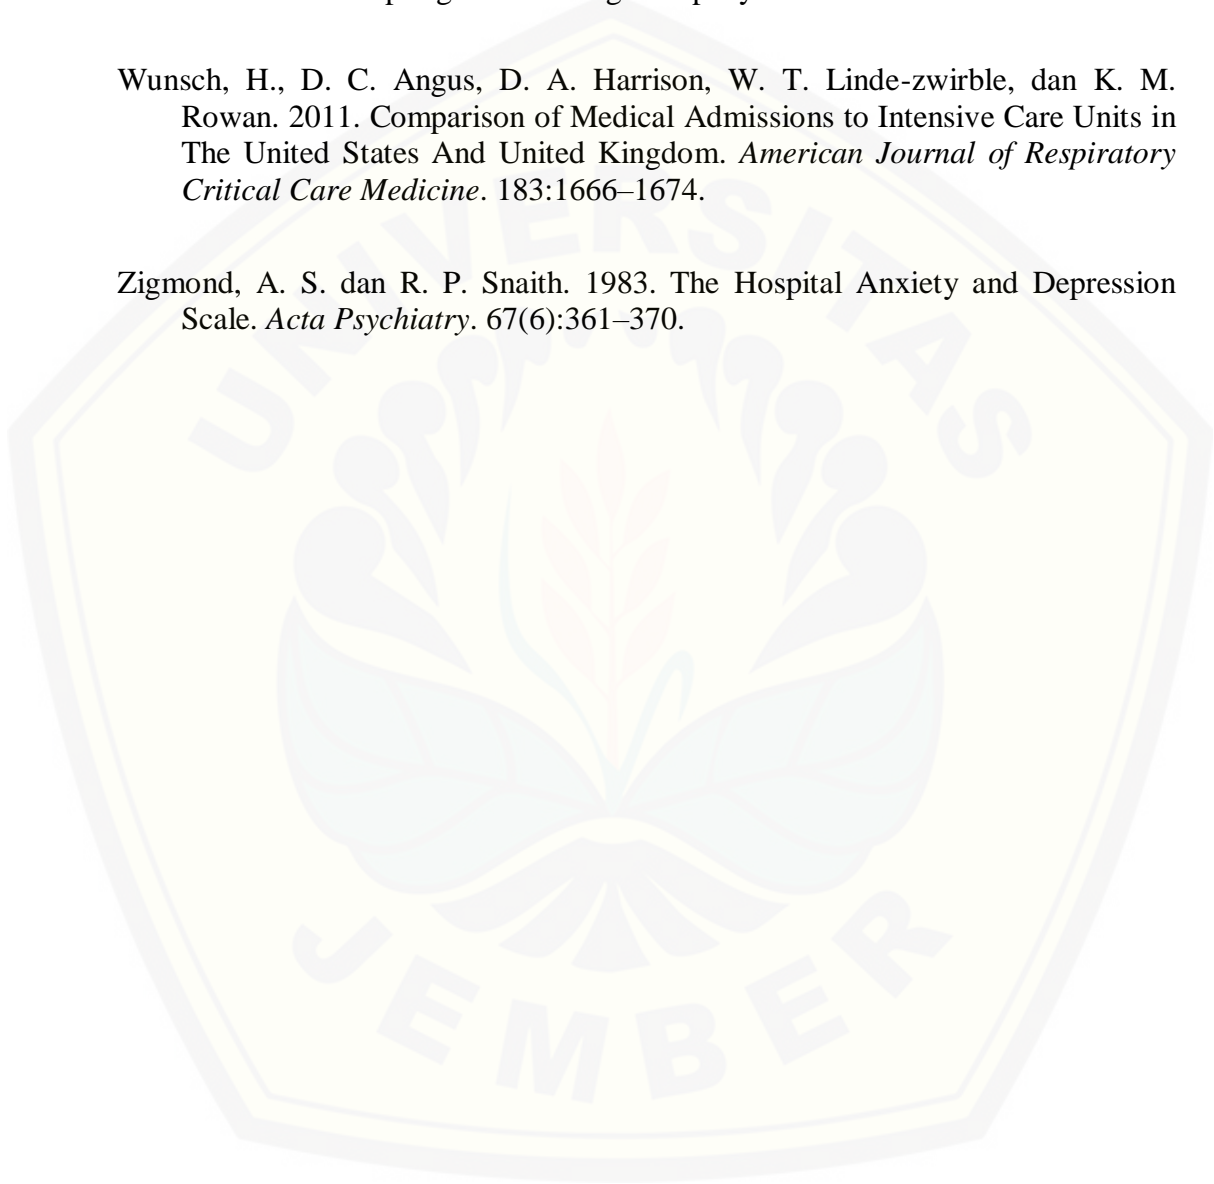 Wunsch, H., D. C. Angus, D. A. Harrison, W. T. Linde-zwirble, dan K. M.
Rowan. 2011. Comparison of Medical Admissions to Intensive Care Units in
The United States And United Kingdom. American Journal of Respiratory
Critical Care Medicine. 183:1666–1674.
Zigmond, A. S. dan R. P. Snaith. 1983. The Hospital Anxiety and Depression
Scale. Acta Psychiatry. 67(6):361–370.
UNIVERSITAS
JEMBER